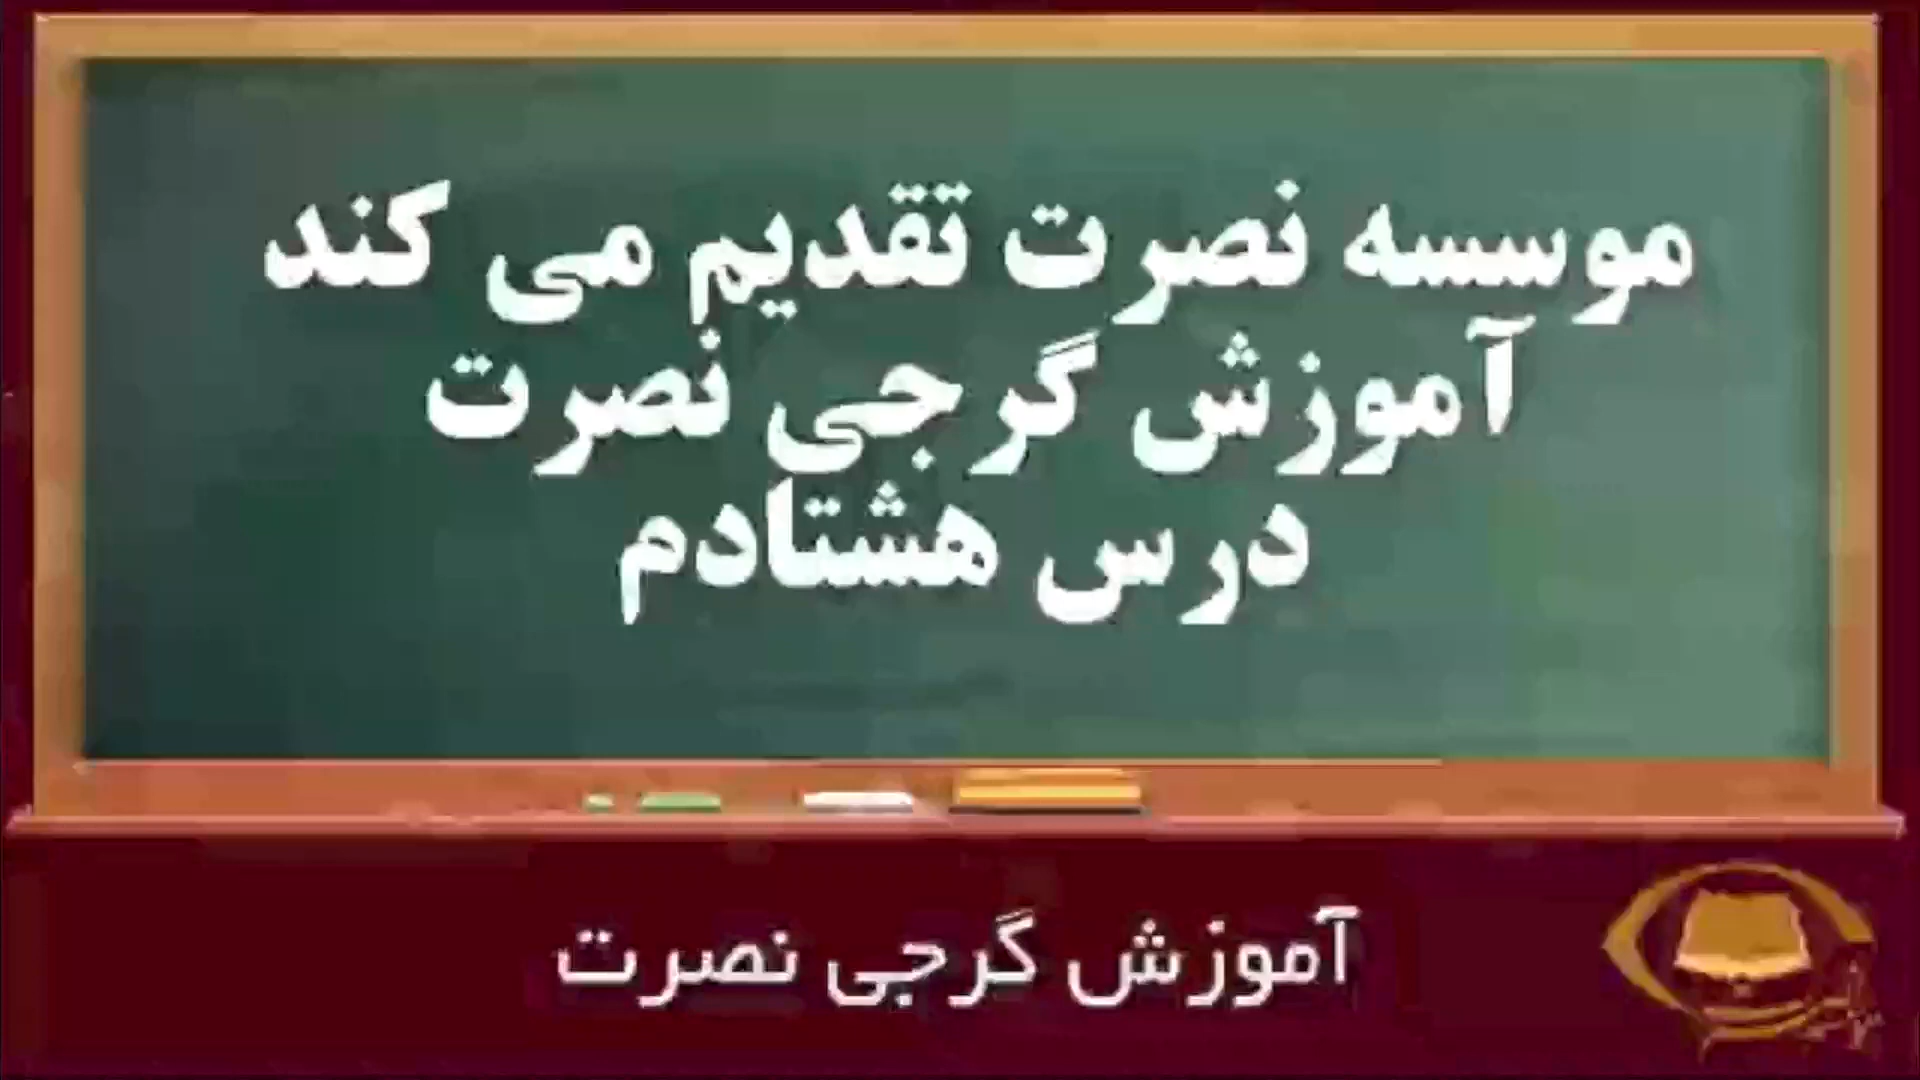 موسسه نصرت تقدیم می کند
آموزش گرجی نصرت
درس هشتادم
آموزش گرجی نصرت